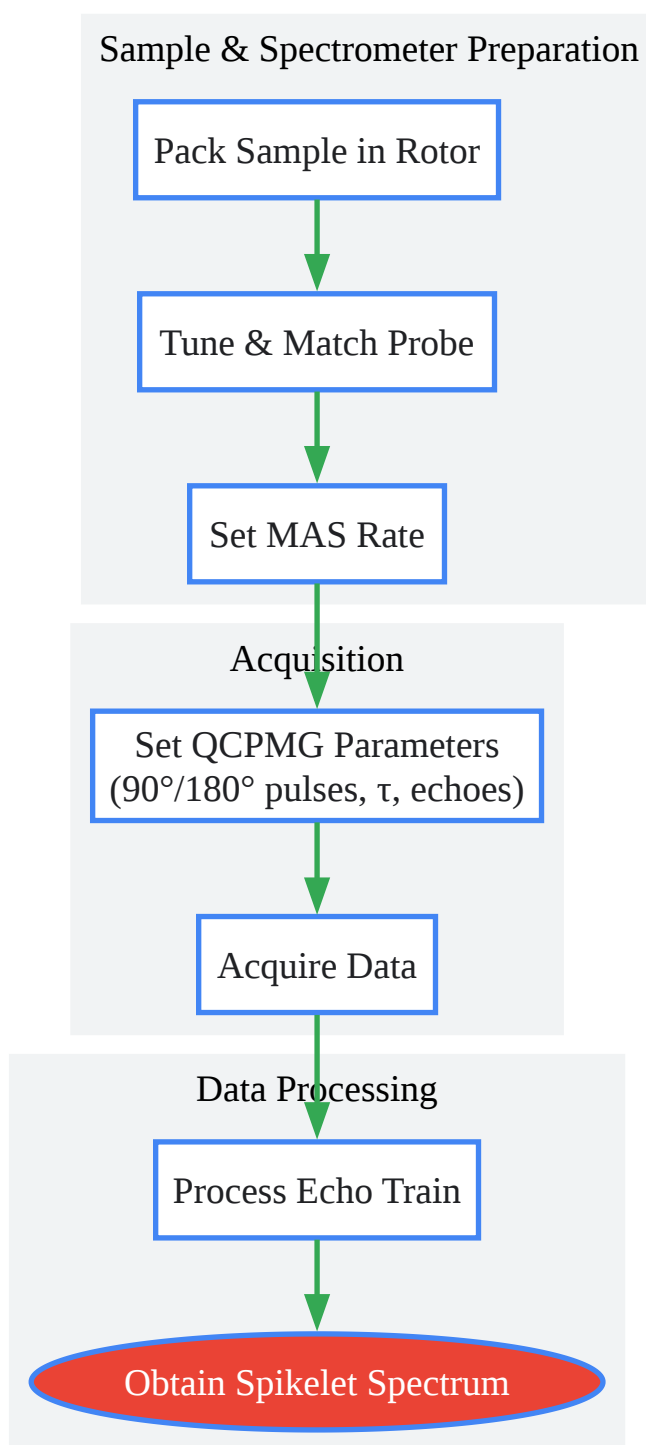 Sample & Spectrometer Preparation
Pack Sample in Rotor
Tune & Match Probe
Set MAS Rate
Acquisition
Set QCPMG Parameters
(90°/180° pulses, τ, echoes)
Acquire Data
Data Processing
Process Echo Train
Obtain Spikelet Spectrum